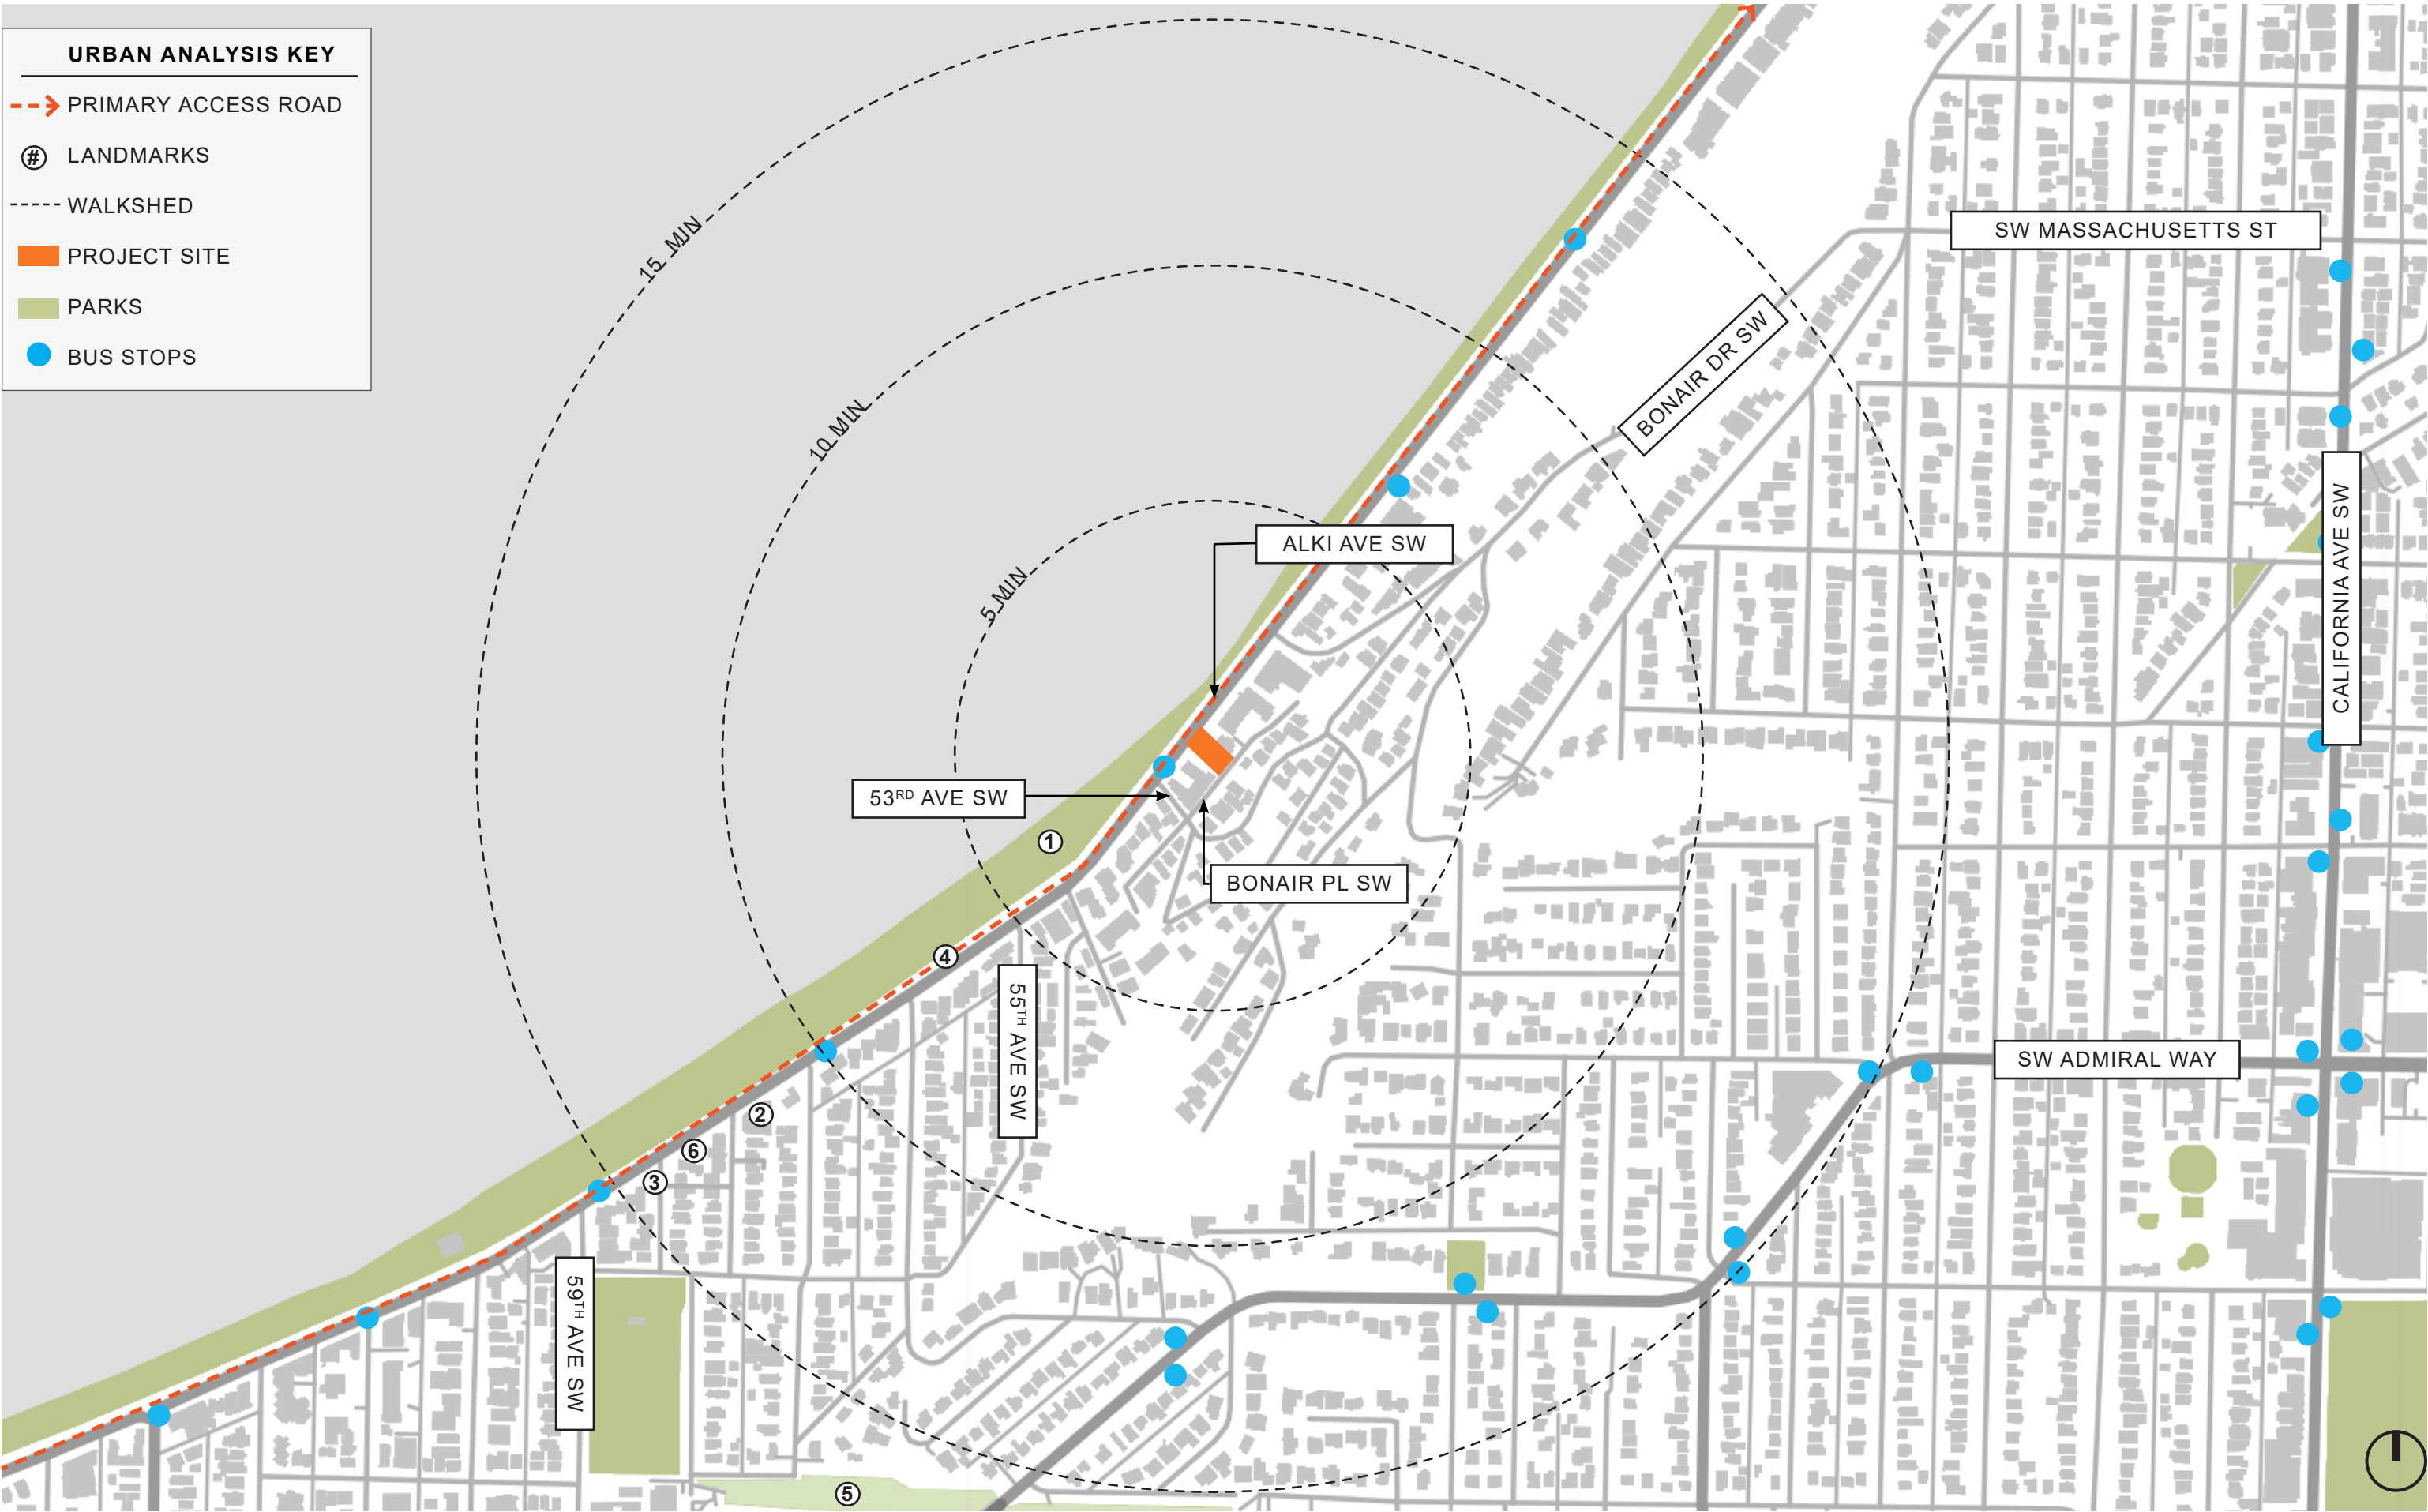 URBAN ANALYSIS KEY
PRIMARY ACCESS ROAD
# LANDMARKS
WALKSHED
PROJECT SITE
PARKS
BUS STOPS
15 MIN
10 MIN
5 MIN
SW MASSACHUSETTS ST
BONAIR DR SW
CALIFORNIA AVE SW
ALKI AVE SW
53RD AVE SW
1
BONAIR PL SW
4
55TH AVE SW
SW ADMIRAL WAY
2
6
3
59TH AVE SW
5